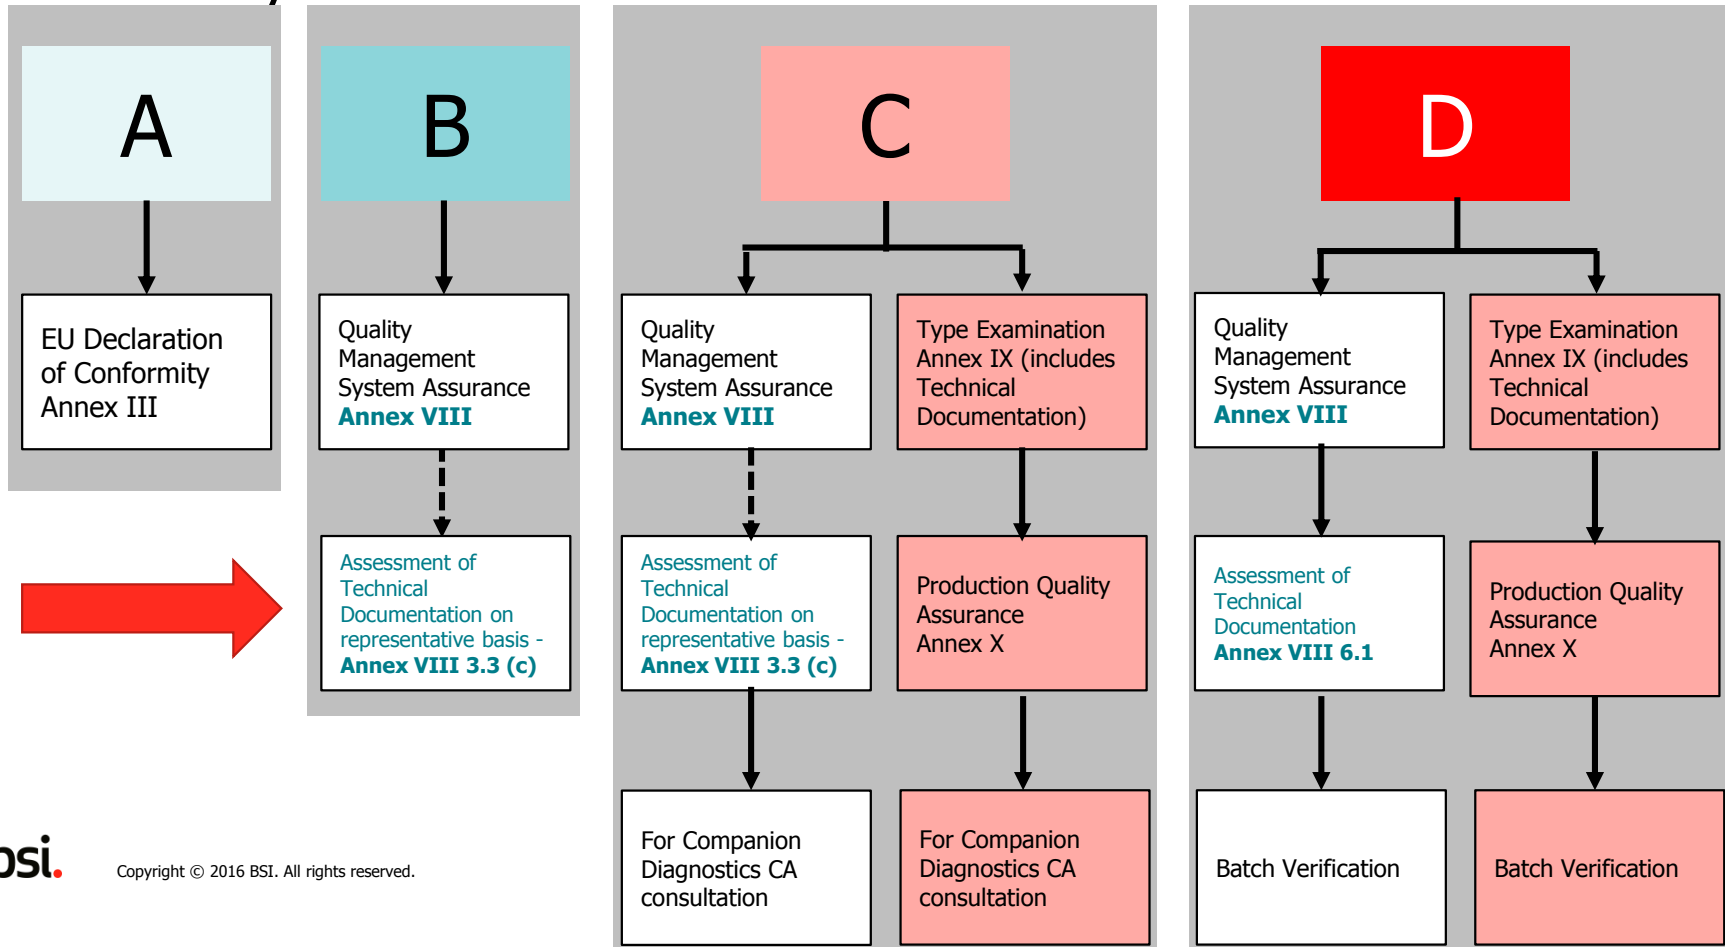 A
B
C
D
EU Declaration
of Conformity
Annex III
Quality
Management
System Assurance
Annex VIII
Quality
Management
System Assurance
Annex VIII
Type Examination
Annex IX (includes
Technical
Documentation)
Quality
Management
System Assurance
Annex VIII
Type Examination
Annex IX (includes
Technical
Documentation)
Assessment of
Technical
Documentation on
representative basis -
Annex VIII 3.3 (c)
Assessment of
Technical
Documentation on
representative basis -
Annex VIII 3.3 (c)
Production Quality
Assurance
Annex X
Assessment of
Technical
Documentation
Annex VIII 6.1
Production Quality
Assurance
Annex X
For Companion
Diagnostics CA
consultation
For Companion
Diagnostics CA
consultation
Batch Verification
Batch Verification
bsi.
Copyright © 2016 BSI. All rights reserved.